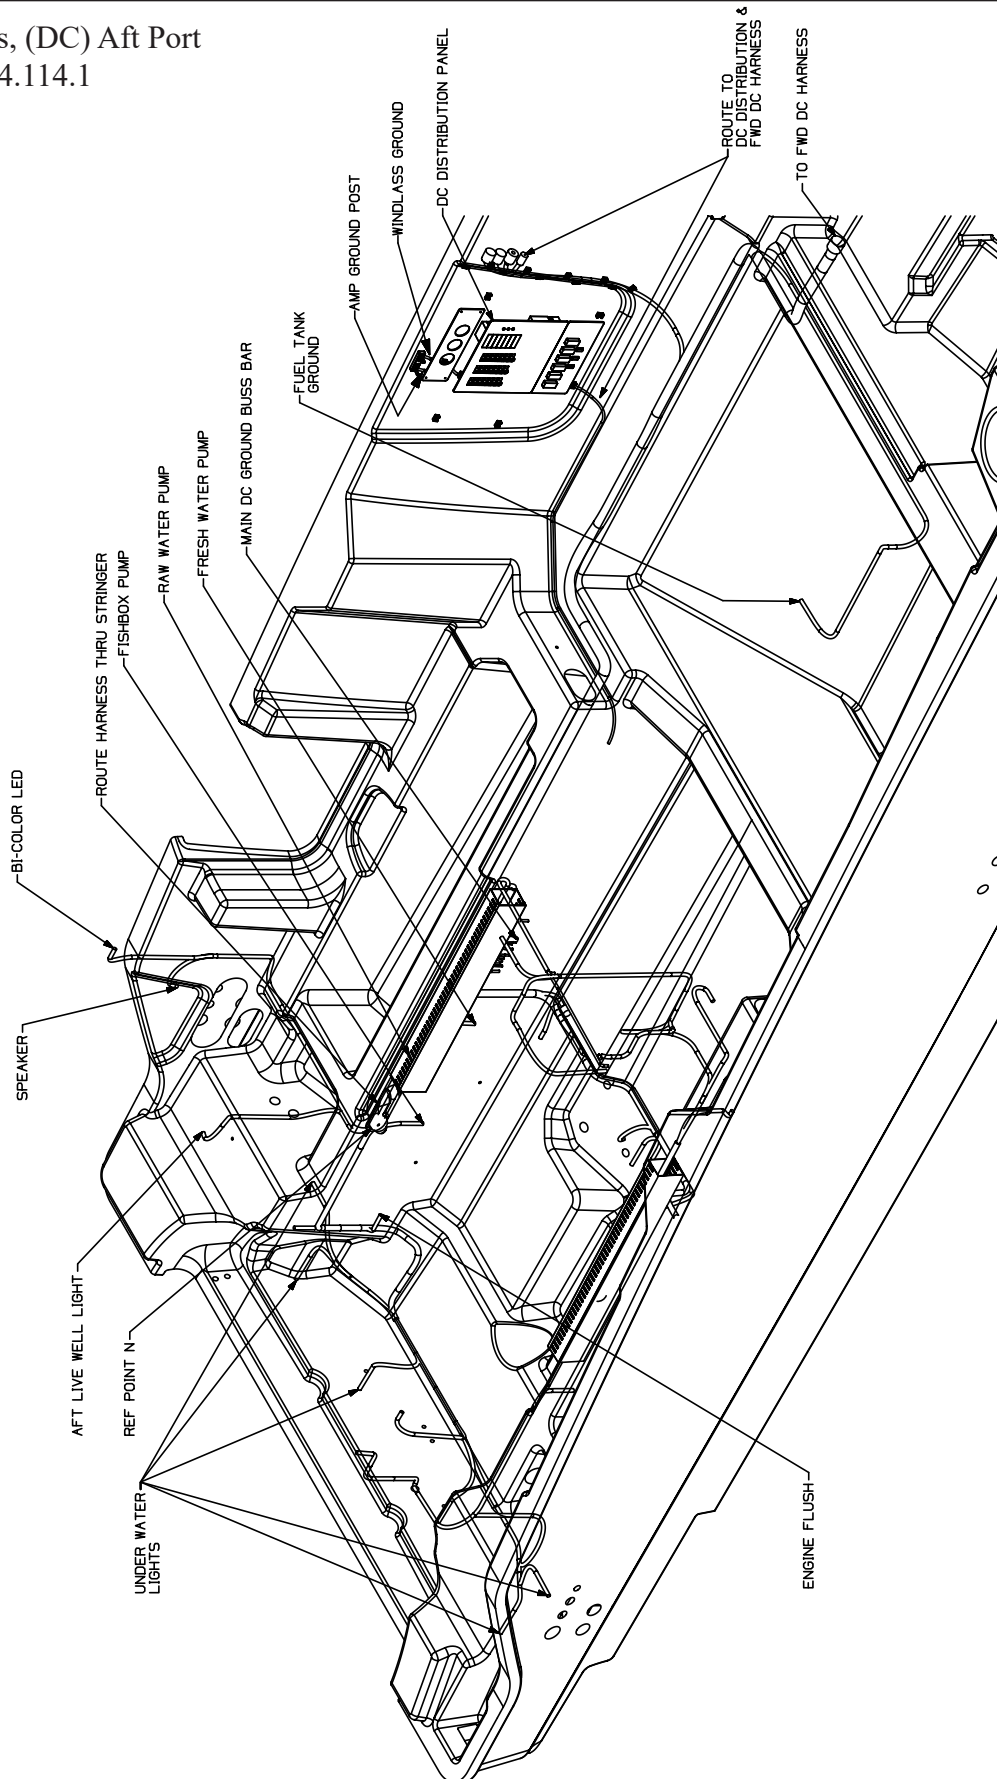 s, (DC) Aft Port
4.114.1
BI-COLOR LED
SPEAKER
ROUTE HARNESS THRU STRINGER
FISHBOX PUMP
RAW WATER PUMP
FRESH WATER PUMP
MAIN DC GROUND BUSS BAR
FUEL TANK
GROUND
AMP GROUND POST
WINDLASS GROUND
DC DISTRIBUTION PANEL
ROUTE TO
DC DISTRIBUTION &
FWD DC HARNESS
TO FWD DC HARNESS
AFT LIVE WELL LIGHT
REF POINT N
UNDER WATER
LIGHTS
ENGINE FLUSH